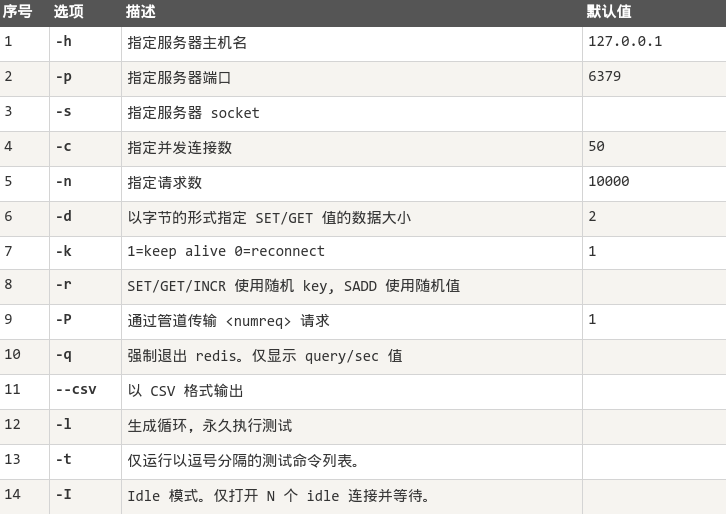 序号 选项 描述 默认值
1 -h 指定服务器主机名 127.0.0.1
2 -p 指定服务器端口 6379
3 -s 指定服务器 socket
4 -c 指定并发连接数 50
5 -n 指定请求数 10000
6 -d 以字节的形式指定 SET/GET 值的数据大小 2
7 -k 1=keep alive 0=reconnect 1
8 -r SET/GET/INCR 使用随机 key, SADD 使用随机值
9 -P 通过管道传输 <numreq> 请求 1
10 -q 强制退出 redis。仅显示 query/sec 值
11 --csv 以 CSV 格式输出
12 -l 生成循环，永久执行测试
13 -t 仅运行以逗号分隔的测试命令列表。
14 -I Idle 模式。仅打开 N 个 idle 连接并等待。